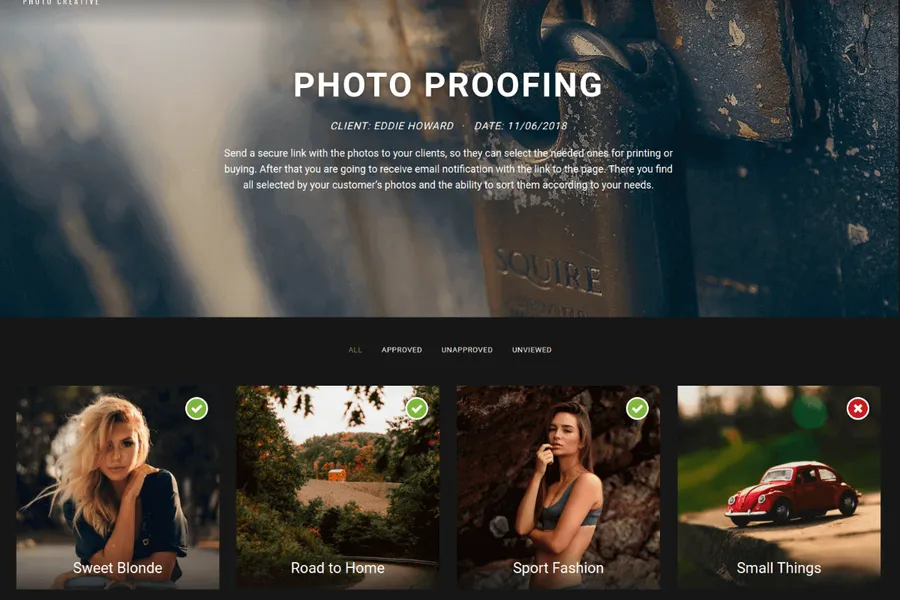 PHOTO CREATIVE
PHOTO PROOFING
CLIENT: EDDIE HOWARD · DATE: 11/06/2018
Send a secure link with the photos to your clients, so they can select the needed ones for printing or
buying. After that you are going to receive email notification with the link to the page. There you find
all selected by your customer's photos and the ability to sort them according to your needs.
SQUIRE
ALL APPROVED UNAPPROVED UNVIEWED
Sweet Blonde Road to Home Sport Fashion Small Things